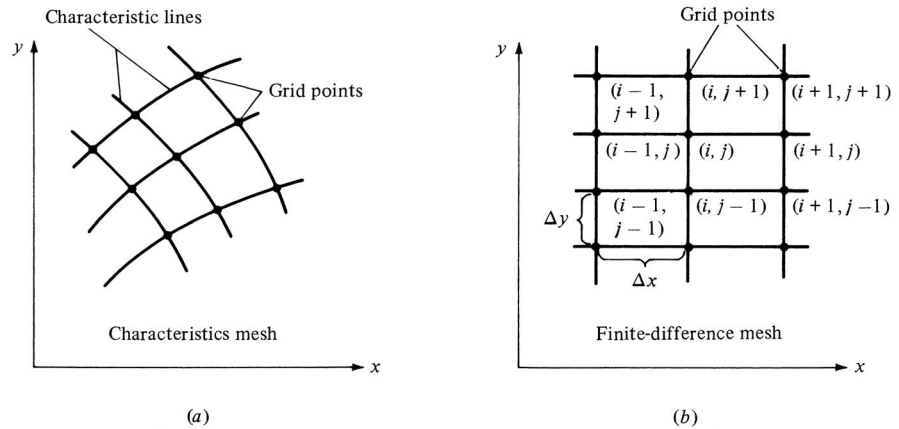 Characteristic lines
y
Grid points
Characteristics mesh
x
(a)
Grid points
y
(i − 1,
j + 1)
(i, j + 1)
(i + 1, j + 1)
(i − 1, j)
(i, j)
(i + 1, j)
Δy
(i − 1,
j − 1)
(i, j − 1)
(i + 1, j −1)
Δx
Finite-difference mesh
x
(b)